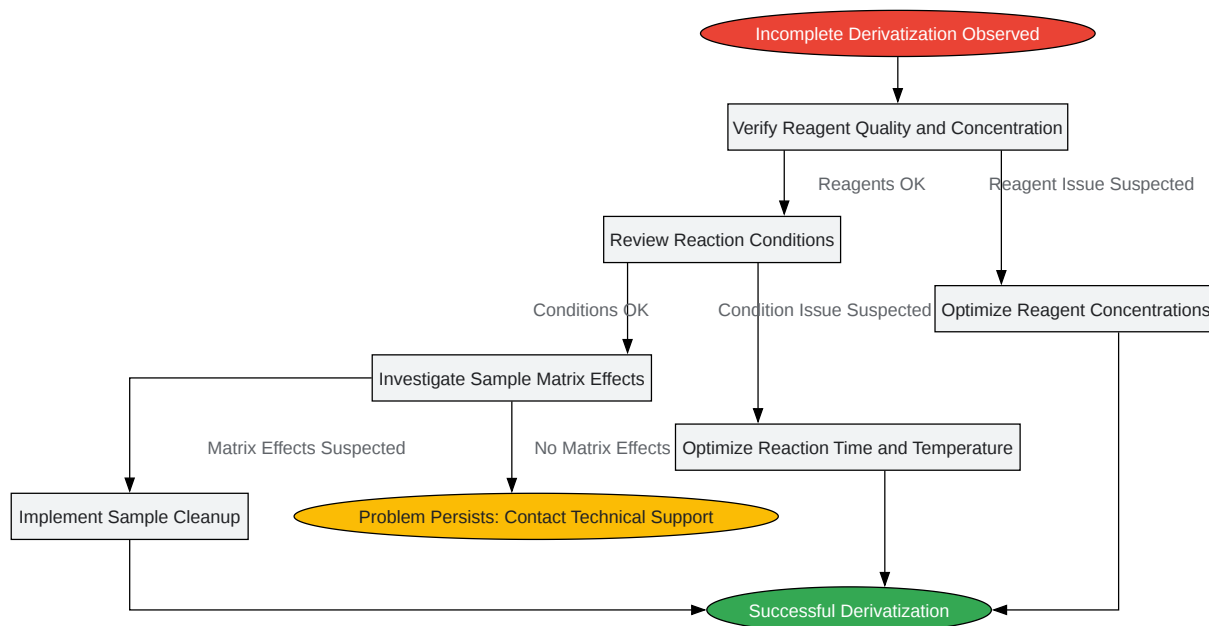 Incomplete Derivatization Observed
Verify Reagent Quality and Concentration
Reagents OK
Reagent Issue Suspected
Review Reaction Conditions
Conditions OK
Condition Issue Suspected
Optimize Reagent Concentrations
Investigate Sample Matrix Effects
Matrix Effects Suspected
No Matrix Effects
Optimize Reaction Time and Temperature
Implement Sample Cleanup
Problem Persists: Contact Technical Support
Successful Derivatization